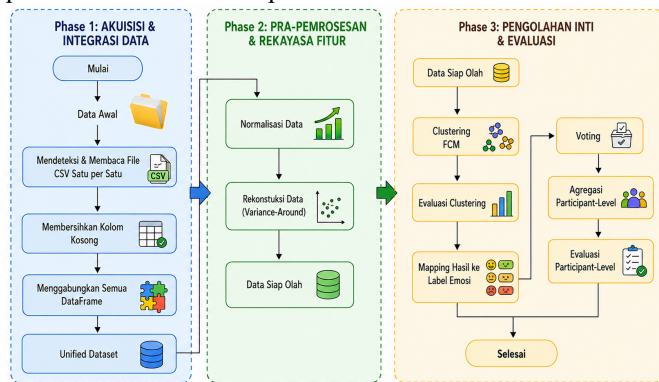 Phase 1: AKUISISI &
INTEGRASI DATA
Mulai
Data Awal
Mendeteksi & Membaca File
CSV Satu per Satu
CSV
Membersihkan Kolom
Kosong
Menggabungkan Semua
DataFrame
Unified Dataset
Phase 2: PRA-PEMROSESAN
& REKAYASA FITUR
Normalisasi Data
Rekonstuksi Data
(Variance-Around)
Data Siap Olah
Phase 3: PENGOLAHAN INTI
& EVALUASI
Data Siap Olah
Clustering
FCM
Evaluasi Clustering
Mapping Hasil ke
Label Emosi
Voting
Agregasi
Participant-Level
Evaluasi
Participant-Level
Selesai